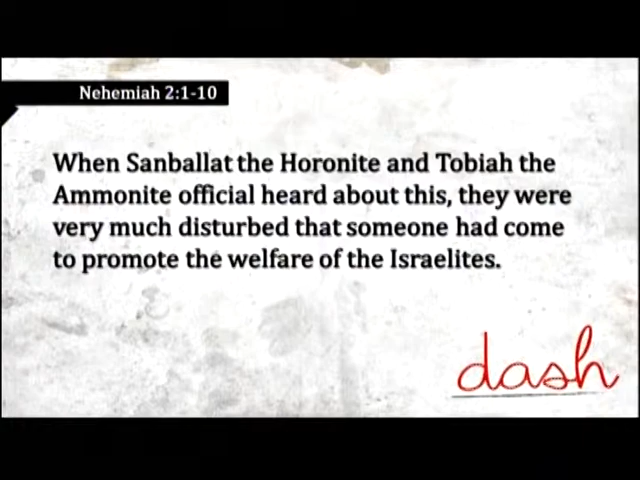 Nehemiah 2:1-10
When Sanballat the Horonite and Tobiah the
Ammonite official heard about this, they were
very much disturbed that someone had come
to promote the welfare of the Israelites.
dash